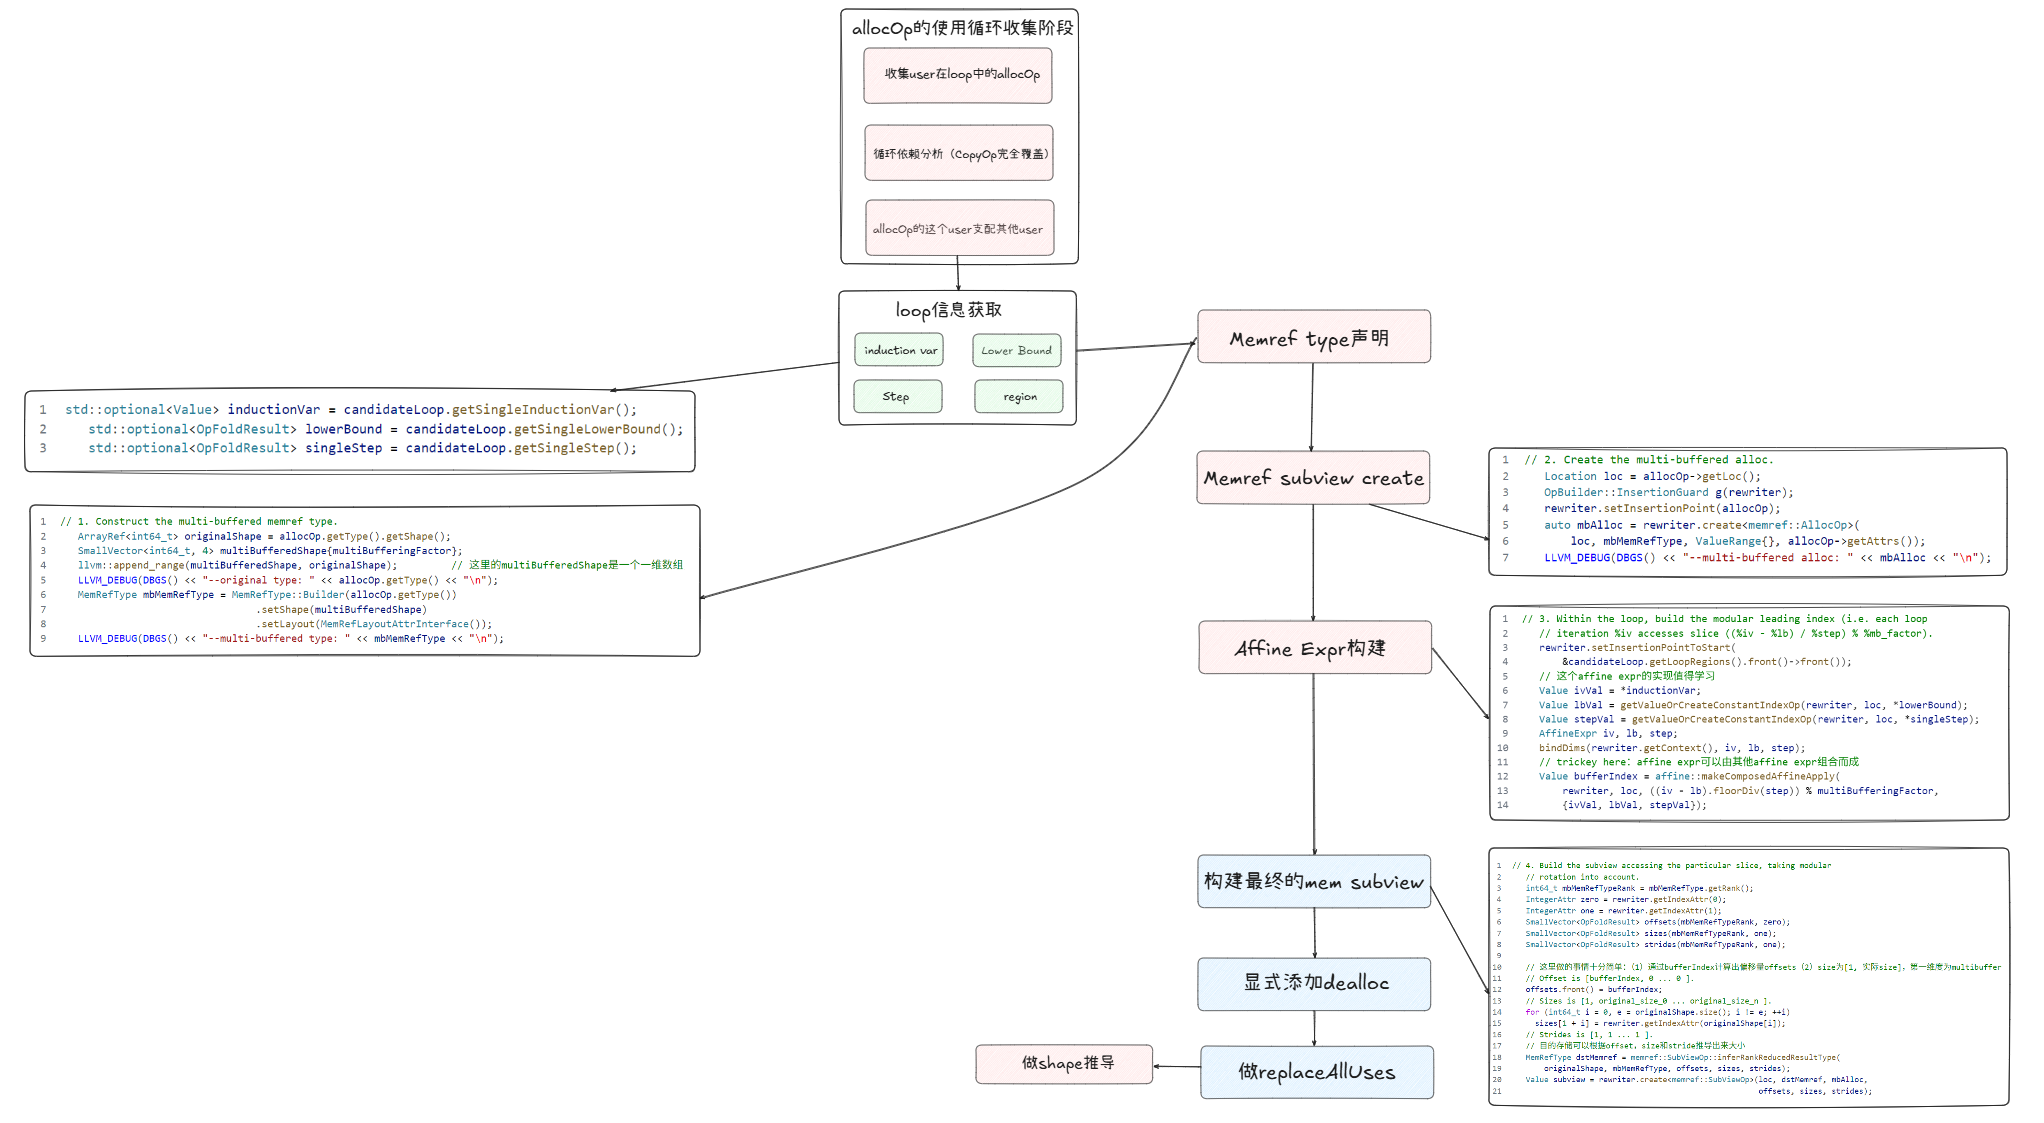 allocOp的使用循环收集阶段
收集user在loop中的allocOp
循环依赖分析（CopyOp完全覆盖）
allocOp的这个user支配其他user
loop信息获取
induction var
Lower Bound
Step
region
1 std::optional<Value> inductionVar = candidateLoop.getSingleInductionVar();
2 std::optional<OpFoldResult> lowerBound = candidateLoop.getSingleLowerBound();
3 std::optional<OpFoldResult> singleStep = candidateLoop.getSingleStep();
Memref type声明
1 // 1. Construct the multi-buffered memref type.
2 ArrayRef<int64_t> originalShape = allocOp.getType().getShape();
3 SmallVector<int64_t, 4> multiBufferedShape{multiBufferingFactor};
4 llvm::append_range(multiBufferedShape, originalShape); // 这里的multiBufferedShape是一个一维数组
5 LLVM_DEBUG(DBGS() << "--original type: " << allocOp.getType() << "\n");
6 MemRefType mbMemRefType = MemRefType::Builder(allocOp.getType())
7 .setShape(multiBufferedShape)
8 .setLayout(MemRefLayoutAttrInterface());
9 LLVM_DEBUG(DBGS() << "--multi-buffered type: " << mbMemRefType << "\n");
Memref subview create
1 // 2. Create the multi-buffered alloc.
2 Location loc = allocOp->getLoc();
3 OpBuilder::InsertionGuard g(rewriter);
4 rewriter.setInsertionPoint(allocOp);
5 auto mbAlloc = rewriter.create<memref::AllocOp>(
6 loc, mbMemRefType, ValueRange{}, allocOp->getAttrs());
7 LLVM_DEBUG(DBGS() << "--multi-buffered alloc: " << mbAlloc << "\n");
Affine Expr构建
1 // 3. Within the loop, build the modular leading index (i.e. each loop
2 // iteration %iv accesses slice ((%iv - %lb) / %step) % %mb_factor).
3 rewriter.setInsertionPointToStart(
4 &candidateLoop.getLoopRegions().front()->front());
5 // 这个affine expr的实现值得学习
6 Value ivVal = *inductionVar;
7 Value lbVal = getValueOrCreateConstantIndexOp(rewriter, loc, *lowerBound);
8 Value stepVal = getValueOrCreateConstantIndexOp(rewriter, loc, *singleStep);
9 AffineExpr iv, lb, step;
10 bindDims(rewriter.getContext(), iv, lb, step);
11 // trickey here: affine expr可以由其他affine expr组合而成
12 Value bufferIndex = affine::makeComposedAffineApply(
13 rewriter, loc, ((iv - lb).floorDiv(step)) % multiBufferingFactor,
14 {ivVal, lbVal, stepVal});
构建最终的mem subview
1 // 4. Build the subview accessing the particular slice, taking modular
2 // rotation into account.
3 int64_t mbMemRefTypeRank = mbMemRefType.getRank();
4 IntegerAttr zero = rewriter.getIndexAttr(0);
5 IntegerAttr one = rewriter.getIndexAttr(1);
6 SmallVector<OpFoldResult> offsets(mbMemRefTypeRank, zero);
7 SmallVector<OpFoldResult> sizes(mbMemRefTypeRank, one);
8 SmallVector<OpFoldResult> strides(mbMemRefTypeRank, one);
9
10 // 这里做的事情十分简单：（1）通过bufferIndex计算出偏移量offsets（2）size为[1, 实际size]，第一维度为multibuffer
11 // Offset is [bufferIndex, 0 ... 0 ].
12 offsets.front() = bufferIndex;
13 // Sizes is [1, original_size_0 ... original_size_n ].
14 for (int64_t i = 0, e = originalShape.size(); i != e; ++i)
15 sizes[1 + i] = rewriter.getIndexAttr(originalShape[i]);
16 // Strides is [1, 1 ... 1 ].
17 // 目的存储可以根据offset，size和stride推导出来大小
18 MemRefType dstMemref = memref::SubViewOp::inferRankReducedResultType(
19 originalShape, mbMemRefType, offsets, sizes, strides);
20 Value subview = rewriter.create<memref::SubViewOp>(loc, dstMemref, mbAlloc,
21 offsets, sizes, strides);
显式添加dealloc
做replaceAllUses
做shape推导